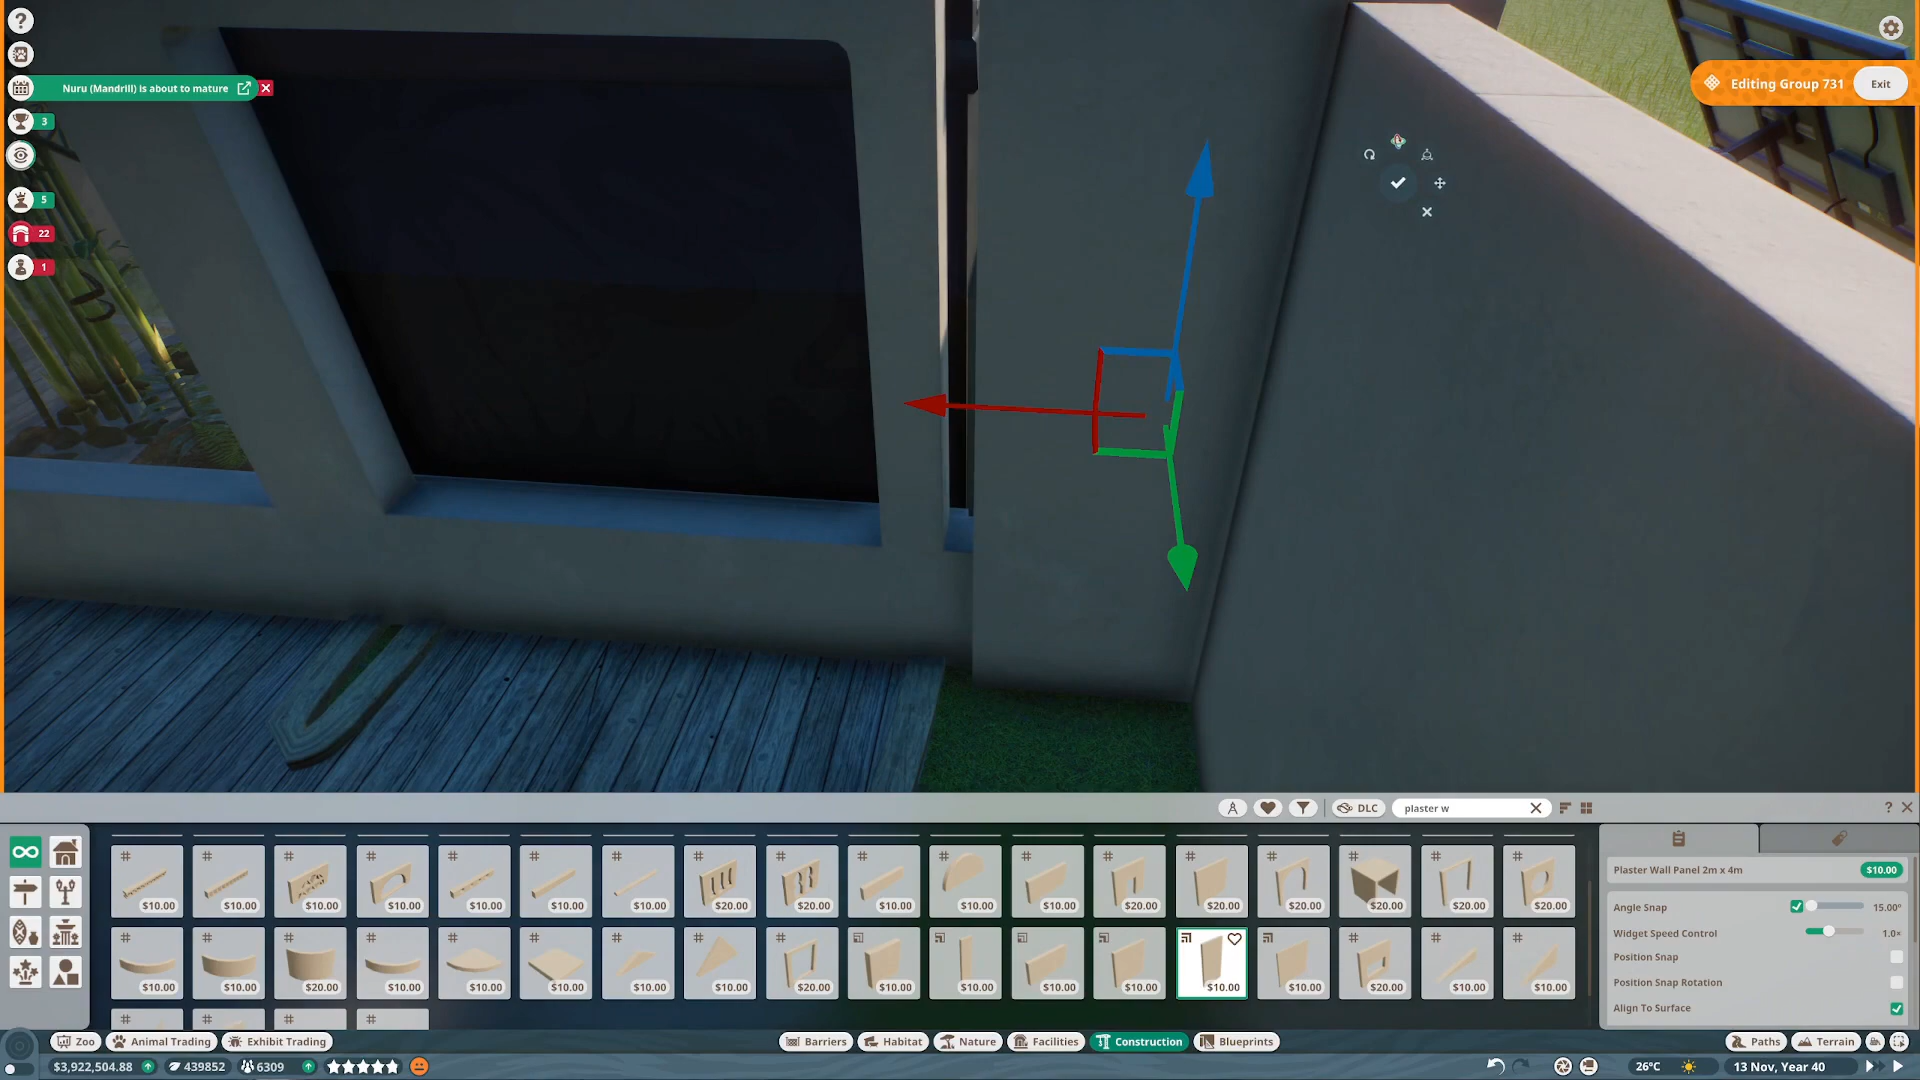 ?
Nuru (Mandrill) is about to mature
3
5
22
1
Editing Group 731
Exit
DLC
plaster w
?
$10.00 $10.00 $10.00 $10.00 $10.00 $10.00 $10.00 $20.00 $20.00 $10.00 $10.00 $10.00 $20.00 $20.00 $20.00 $20.00 $20.00 $20.00
$10.00 $10.00 $20.00 $10.00 $10.00 $10.00 $10.00 $10.00 $20.00 $10.00 $10.00 $10.00 $10.00 $10.00 $10.00 $20.00 $10.00 $10.00
Plaster Wall Panel 2m x 4m $10.00
Angle Snap 15.00°
Widget Speed Control 1.0×
Position Snap
Position Snap Rotation
Align To Surface
Zoo Animal Trading Exhibit Trading Barriers Habitat Nature Facilities Construction Blueprints Paths Terrain
$3,922,504.88 439852 6309 26°C 13 Nov, Year 40